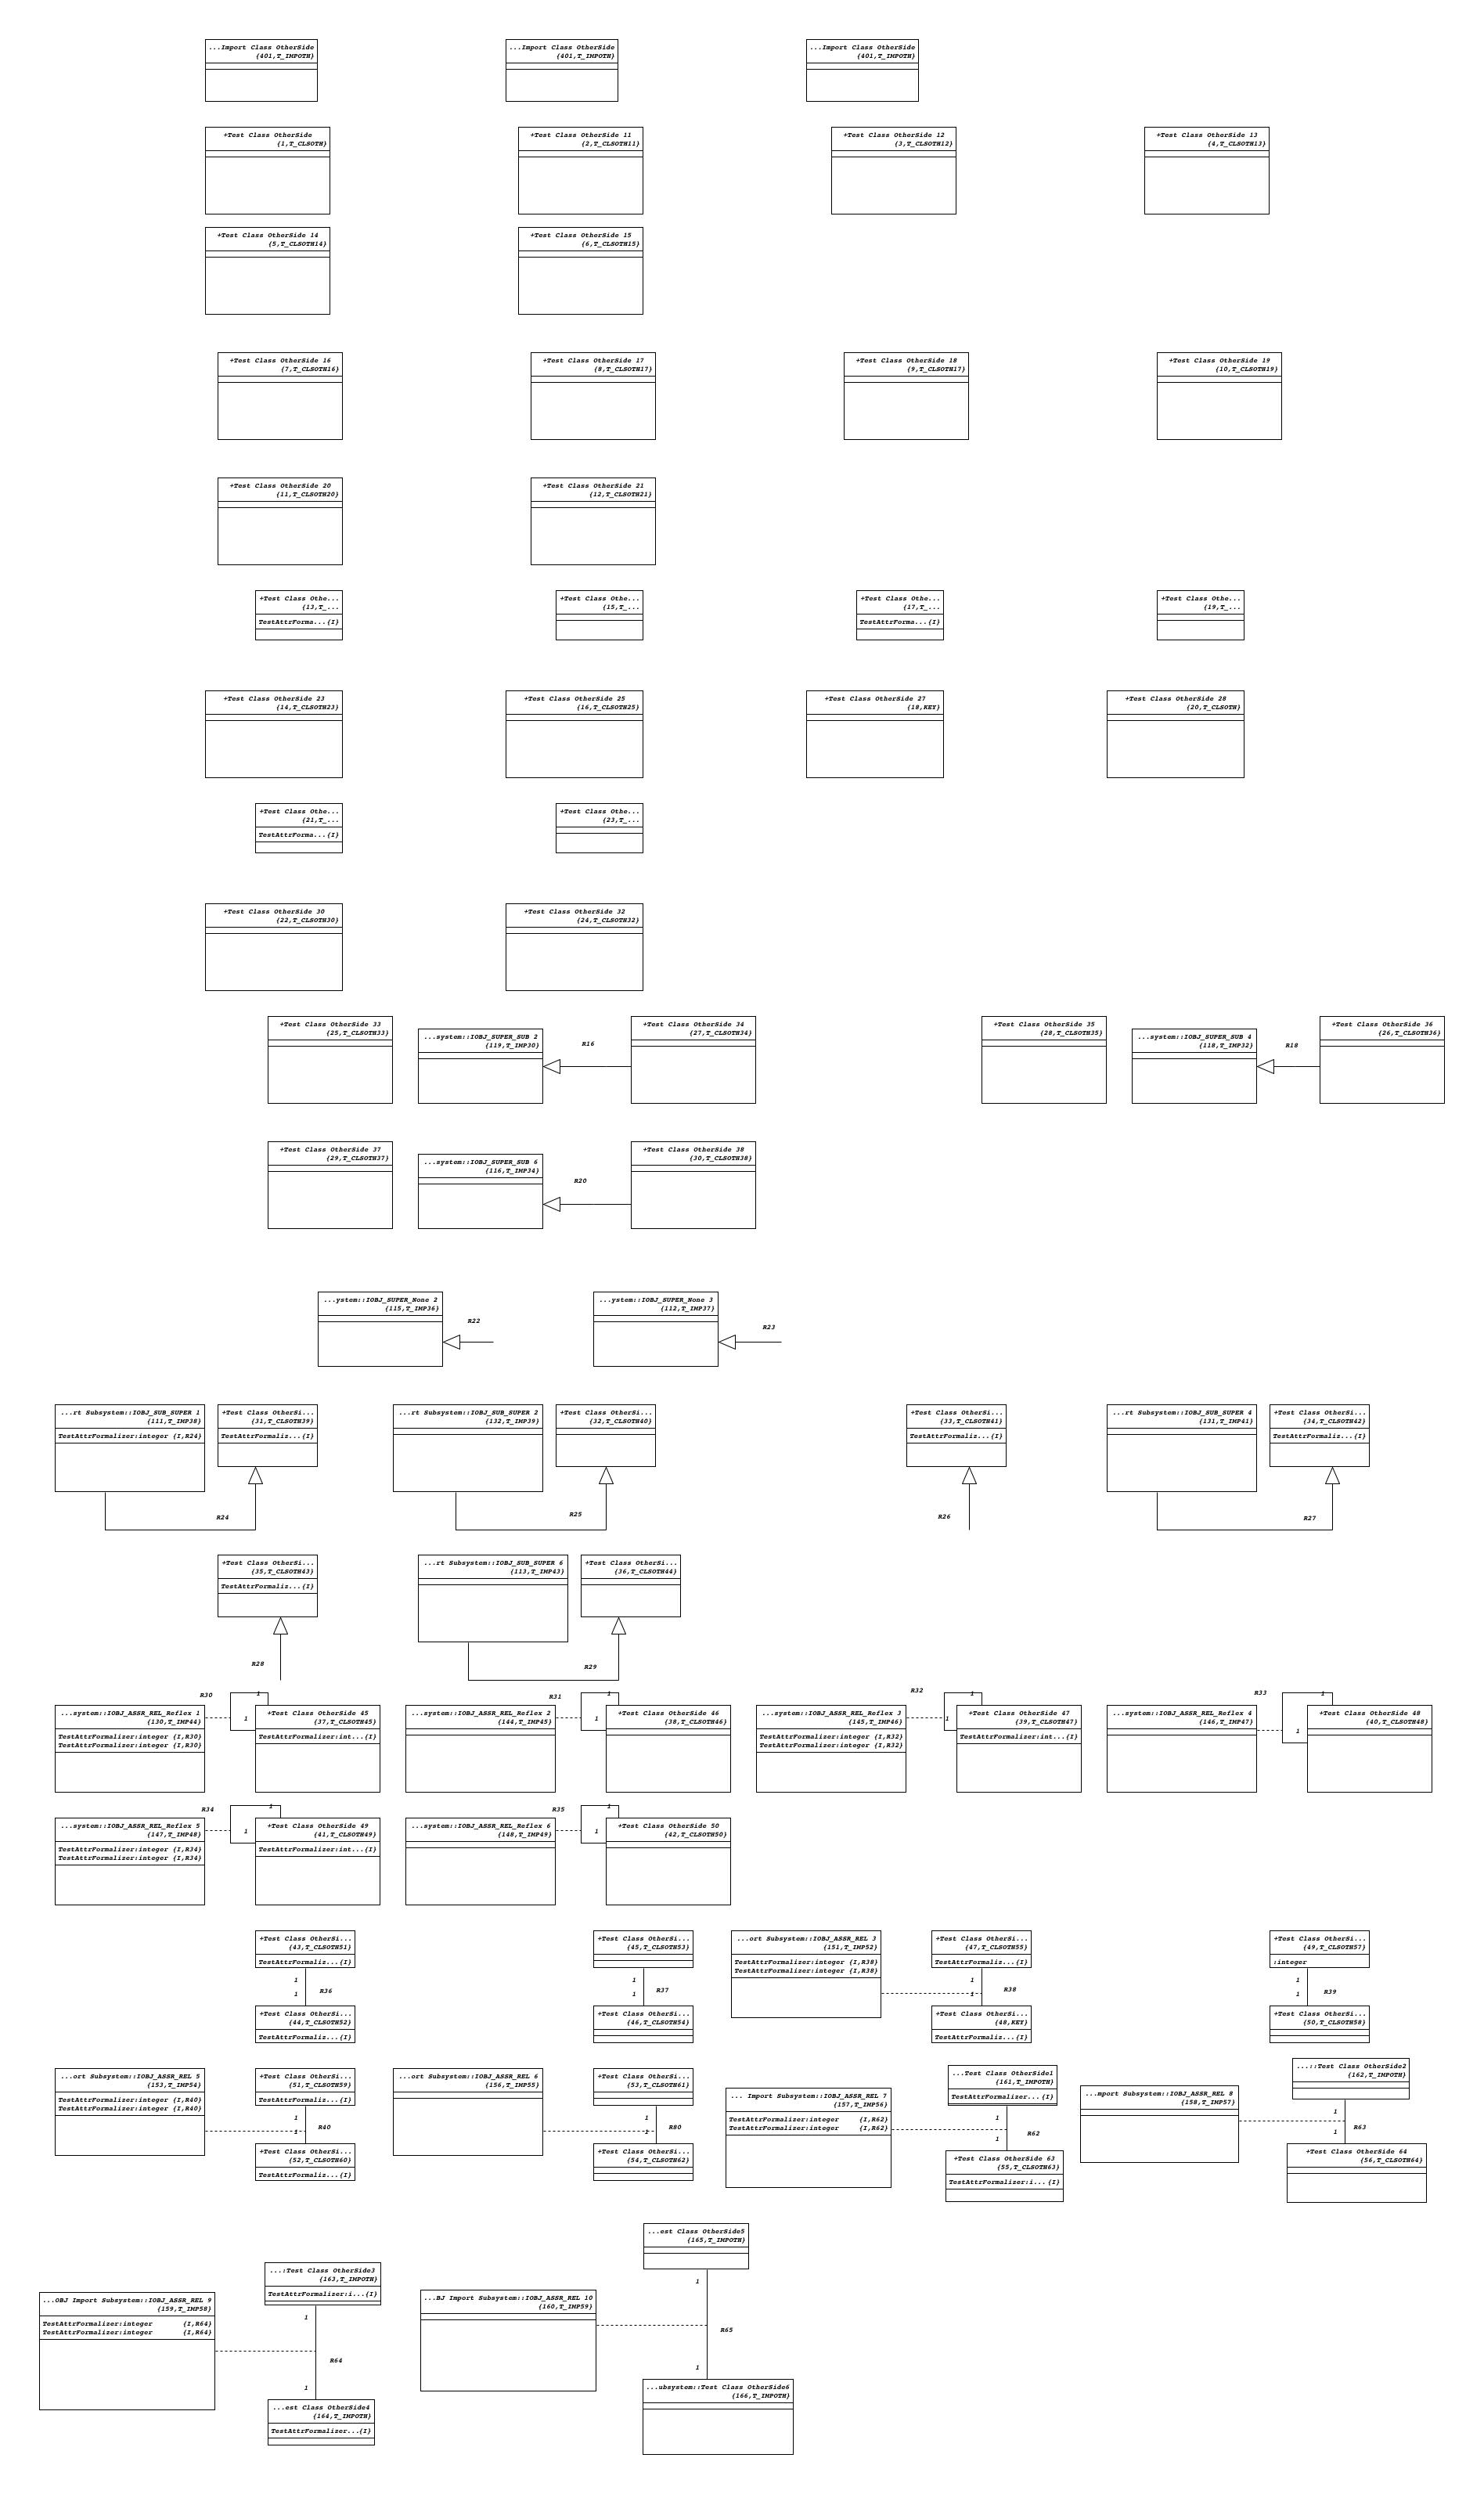 ...Import Class OtherSide
{401,T_IMPOTH}
...Import Class OtherSide
{401,T_IMPOTH}
...Import Class OtherSide
{401,T_IMPOTH}
+Test Class OtherSide
{1,T_CLSOTH}
+Test Class OtherSide 11
{2,T_CLSOTH11}
+Test Class OtherSide 12
{3,T_CLSOTH12}
+Test Class OtherSide 13
{4,T_CLSOTH13}
+Test Class OtherSide 14
{5,T_CLSOTH14}
+Test Class OtherSide 15
{6,T_CLSOTH15}
+Test Class OtherSide 16
{7,T_CLSOTH16}
+Test Class OtherSide 17
{8,T_CLSOTH17}
+Test Class OtherSide 18
{9,T_CLSOTH17}
+Test Class OtherSide 19
{10,T_CLSOTH19}
+Test Class OtherSide 20
{11,T_CLSOTH20}
+Test Class OtherSide 21
{12,T_CLSOTH21}
+Test Class Othe...
{13,T_...
TestAttrForma...{I}
+Test Class Othe...
{15,T_...
+Test Class Othe...
{17,T_...
TestAttrForma...{I}
+Test Class Othe...
{19,T_...
+Test Class OtherSide 23
{14,T_CLSOTH23}
+Test Class OtherSide 25
{16,T_CLSOTH25}
+Test Class OtherSide 27
{18,KEY}
+Test Class OtherSide 28
{20,T_CLSOTH}
+Test Class Othe...
{21,T_...
TestAttrForma...{I}
+Test Class Othe...
{23,T_...
+Test Class OtherSide 30
{22,T_CLSOTH30}
+Test Class OtherSide 32
{24,T_CLSOTH32}
+Test Class OtherSide 33
{25,T_CLSOTH33}
...system::IOBJ_SUPER_SUB 2
{119,T_IMP30}
R16
+Test Class OtherSide 34
{27,T_CLSOTH34}
+Test Class OtherSide 35
{28,T_CLSOTH35}
...system::IOBJ_SUPER_SUB 4
{118,T_IMP32}
R18
+Test Class OtherSide 36
{26,T_CLSOTH36}
+Test Class OtherSide 37
{29,T_CLSOTH37}
...system::IOBJ_SUPER_SUB 6
{116,T_IMP34}
R20
+Test Class OtherSide 38
{30,T_CLSOTH38}
...ystem::IOBJ_SUPER_None 2
{115,T_IMP36}
R22
...ystem::IOBJ_SUPER_None 3
{112,T_IMP37}
R23
...rt Subsystem::IOBJ_SUB_SUPER 1
{111,T_IMP38}
TestAttrFormalizer:integer {I,R24}
+Test Class OtherSi...
{31,T_CLSOTH39}
TestAttrFormaliz...{I}
R24
...rt Subsystem::IOBJ_SUB_SUPER 2
{132,T_IMP39}
+Test Class OtherSi...
{32,T_CLSOTH40}
R25
+Test Class OtherSi...
{33,T_CLSOTH41}
TestAttrFormaliz...{I}
R26
...rt Subsystem::IOBJ_SUB_SUPER 4
{131,T_IMP41}
+Test Class OtherSi...
{34,T_CLSOTH42}
TestAttrFormaliz...{I}
R27
+Test Class OtherSi...
{35,T_CLSOTH43}
TestAttrFormaliz...{I}
R28
...rt Subsystem::IOBJ_SUB_SUPER 6
{113,T_IMP43}
+Test Class OtherSi...
{36,T_CLSOTH44}
R29
R30
1
...system::IOBJ_ASSR_REL_Reflex 1
{130,T_IMP44}
TestAttrFormalizer:integer {I,R30}
TestAttrFormalizer:integer {I,R30}
1
+Test Class OtherSide 45
{37,T_CLSOTH45}
TestAttrFormalizer:int...{I}
R31
1
...system::IOBJ_ASSR_REL_Reflex 2
{144,T_IMP45}
1
+Test Class OtherSide 46
{38,T_CLSOTH46}
R32
1
...system::IOBJ_ASSR_REL_Reflex 3
{145,T_IMP46}
TestAttrFormalizer:integer {I,R32}
TestAttrFormalizer:integer {I,R32}
1
+Test Class OtherSide 47
{39,T_CLSOTH47}
TestAttrFormalizer:int...{I}
R33
1
...system::IOBJ_ASSR_REL_Reflex 4
{146,T_IMP47}
1
+Test Class OtherSide 48
{40,T_CLSOTH48}
R34
1
...system::IOBJ_ASSR_REL_Reflex 5
{147,T_IMP48}
TestAttrFormalizer:integer {I,R34}
TestAttrFormalizer:integer {I,R34}
1
+Test Class OtherSide 49
{41,T_CLSOTH49}
TestAttrFormalizer:int...{I}
R35
1
...system::IOBJ_ASSR_REL_Reflex 6
{148,T_IMP49}
1
+Test Class OtherSide 50
{42,T_CLSOTH50}
+Test Class OtherSi...
{43,T_CLSOTH51}
TestAttrFormaliz...{I}
1
1
R36
+Test Class OtherSi...
{44,T_CLSOTH52}
TestAttrFormaliz...{I}
+Test Class OtherSi...
{45,T_CLSOTH53}
1
1
R37
+Test Class OtherSi...
{46,T_CLSOTH54}
...ort Subsystem::IOBJ_ASSR_REL 3
{151,T_IMP52}
TestAttrFormalizer:integer {I,R38}
TestAttrFormalizer:integer {I,R38}
+Test Class OtherSi...
{47,T_CLSOTH55}
TestAttrFormaliz...{I}
1
1
R38
+Test Class OtherSi...
{48,KEY}
TestAttrFormaliz...{I}
+Test Class OtherSi...
{49,T_CLSOTH57}
:integer
1
1
R39
+Test Class OtherSi...
{50,T_CLSOTH58}
...ort Subsystem::IOBJ_ASSR_REL 5
{153,T_IMP54}
TestAttrFormalizer:integer {I,R40}
TestAttrFormalizer:integer {I,R40}
+Test Class OtherSi...
{51,T_CLSOTH59}
TestAttrFormaliz...{I}
1
1
R40
+Test Class OtherSi...
{52,T_CLSOTH60}
TestAttrFormaliz...{I}
...ort Subsystem::IOBJ_ASSR_REL 6
{156,T_IMP55}
+Test Class OtherSi...
{53,T_CLSOTH61}
1
1
R80
+Test Class OtherSi...
{54,T_CLSOTH62}
... Import Subsystem::IOBJ_ASSR_REL 7
{157,T_IMP56}
TestAttrFormalizer:integer {I,R62}
TestAttrFormalizer:integer {I,R62}
...Test Class OtherSide1
{161,T_IMPOTH}
TestAttrFormalizer...{I}
1
1
R62
+Test Class OtherSide 63
{55,T_CLSOTH63}
TestAttrFormalizer:i...{I}
...mport Subsystem::IOBJ_ASSR_REL 8
{158,T_IMP57}
...::Test Class OtherSide2
{162,T_IMPOTH}
1
1
R63
+Test Class OtherSide 64
{56,T_CLSOTH64}
...OBJ Import Subsystem::IOBJ_ASSR_REL 9
{159,T_IMP58}
TestAttrFormalizer:integer {I,R64}
TestAttrFormalizer:integer {I,R64}
...:Test Class OtherSide3
{163,T_IMPOTH}
TestAttrFormalizer:i...{I}
1
R64
1
...est Class OtherSide4
{164,T_IMPOTH}
TestAttrFormalizer...{I}
...est Class OtherSide5
{165,T_IMPOTH}
1
...BJ Import Subsystem::IOBJ_ASSR_REL 10
{160,T_IMP59}
R65
1
...ubsystem::Test Class OtherSide6
{166,T_IMPOTH}